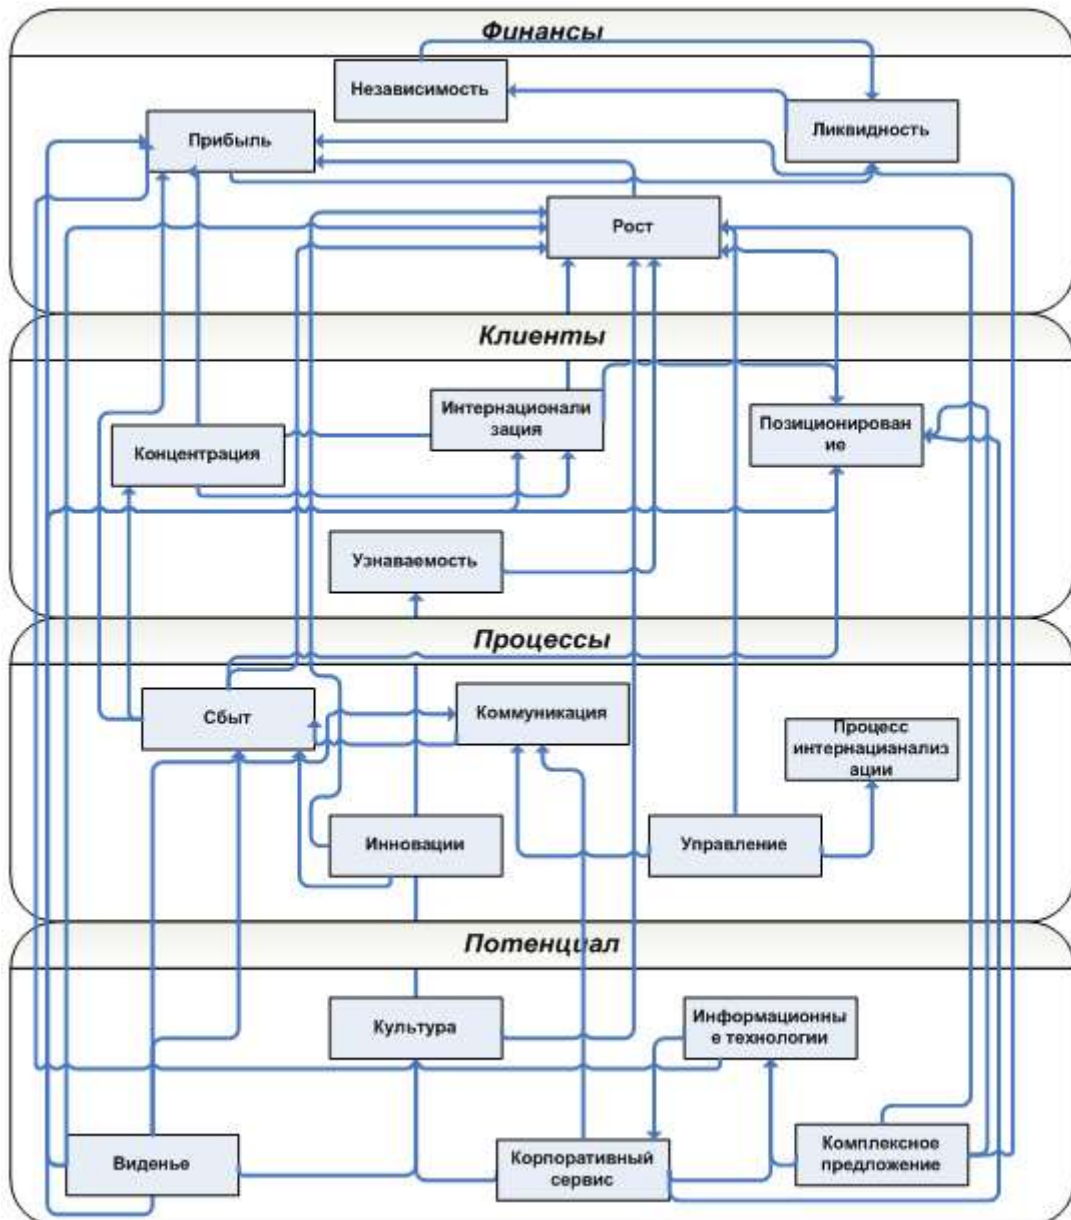 Финансы
Независимость
Ликвидность
Прибыль
Рост
Клиенты
Интернационали
зация
Позиционирован
ие
Концентрация
Узнаваемость
Процессы
Сбыт
Коммуникация
Процесс
интернацианализ
ации
Инновации
Управление
Потенциал
Культура
Информационны
е технологии
Виденье
Корпоративный
сервис
Комплексное
предложение